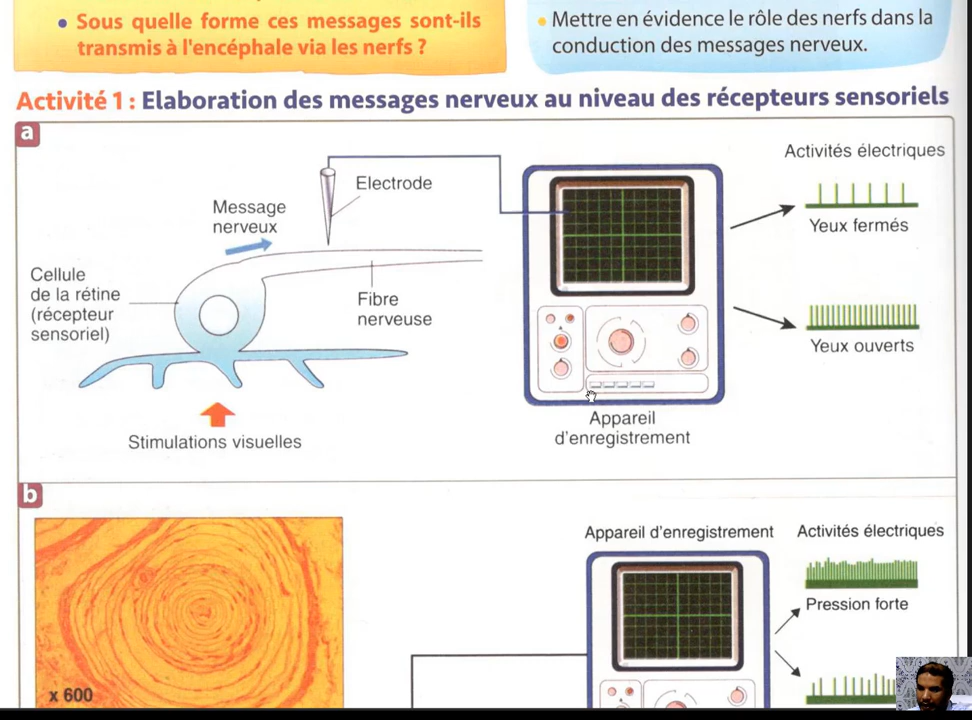 • Sous quelle forme ces messages sont-ils
transmis à l'encéphale via les nerfs ?
• Mettre en évidence le rôle des nerfs dans la
conduction des messages nerveux.
Activité 1 : Elaboration des messages nerveux au niveau des récepteurs sensoriels
a
Activités électriques
Electrode
Message
nerveux
Yeux fermés
Cellule
de la rétine
(récepteur
sensoriel)
Fibre
nerveuse
Yeux ouverts
Appareil
d'enregistrement
Stimulations visuelles
b
Appareil d'enregistrement
Activités électriques
Pression forte
x 600